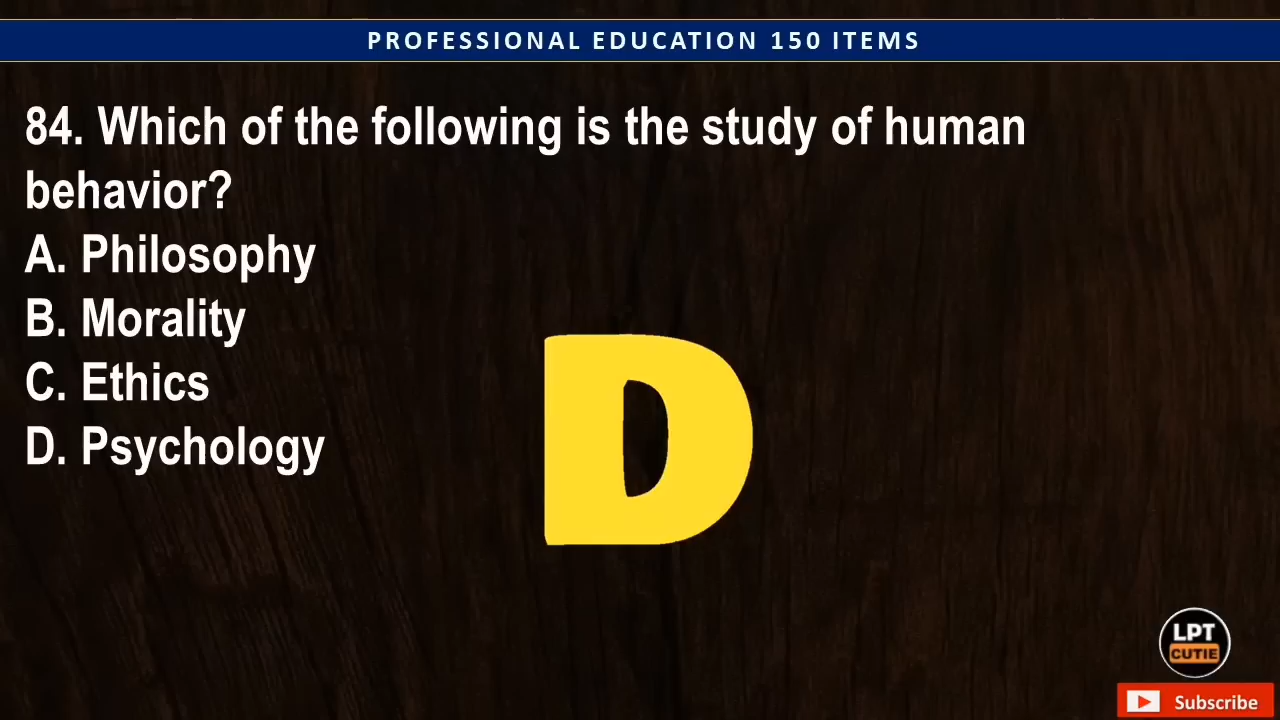 PROFESSIONAL EDUCATION 150 ITEMS
84. Which of the following is the study of human
behavior?
A. Philosophy
B. Morality
C. Ethics
D. Psychology
D
LPT
CUTIE
Subscribe